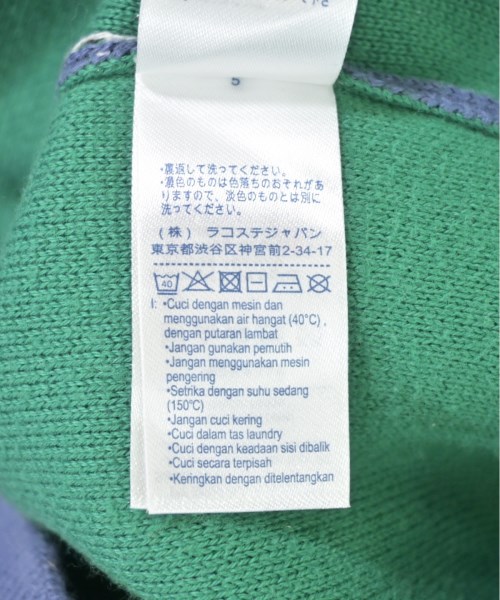 5
・裏返して洗ってください。
・濃色のものは色落ちのおそれがあ
りますので、淡色のものとは別に
洗ってください。
(株) ラコステジャパン
東京都渋谷区神宮前2-34-17
40
I: •Cuci dengan mesin dan
menggunakan air hangat (40°C) ,
dengan putaran lambat
•Jangan gunakan pemutih
•Jangan menggunakan mesin
pengering
•Setrika dengan suhu sedang
(150°C)
•Jangan cuci kering
•Cuci dalam tas laundry
•Cuci dengan keadaan sisi dibalik
•Cuci secara terpisah
•Keringkan dengan ditelentangkan